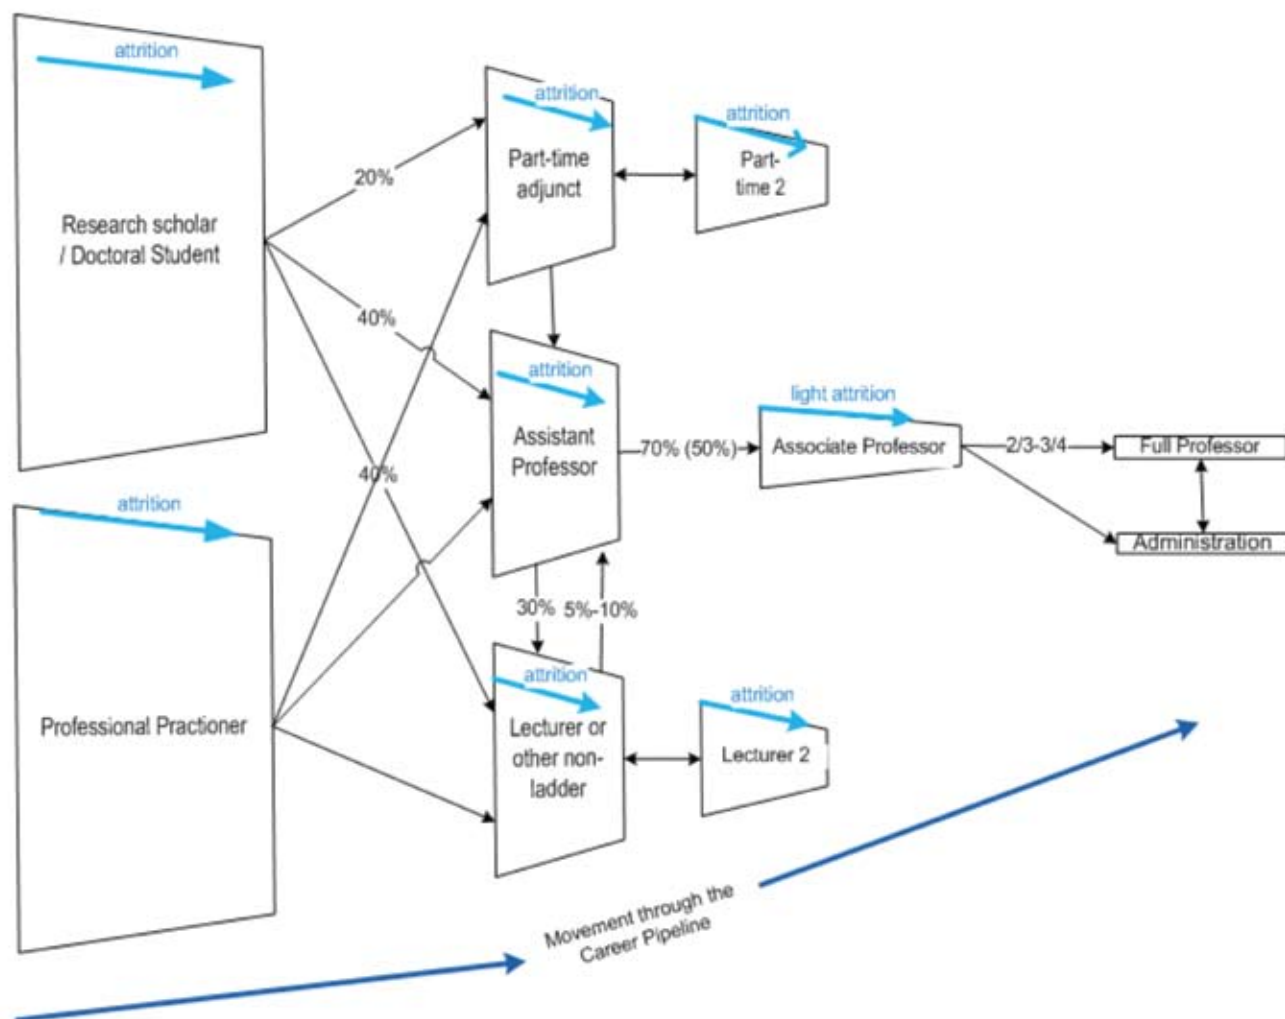 attrition
Research scholar
/ Doctoral Student
20%
40%
40%
attrition
Part-time
adjunct
attrition
Part-
time 2
attrition
Assistant
Professor
70% (50%)
light attrition
Associate Professor
2/3-3/4
Full Professor
Administration
30%
5%-10%
attrition
Professional Practioner
attrition
Lecturer or
other non-
ladder
attrition
Lecturer 2
Movement through the
Career Pipeline